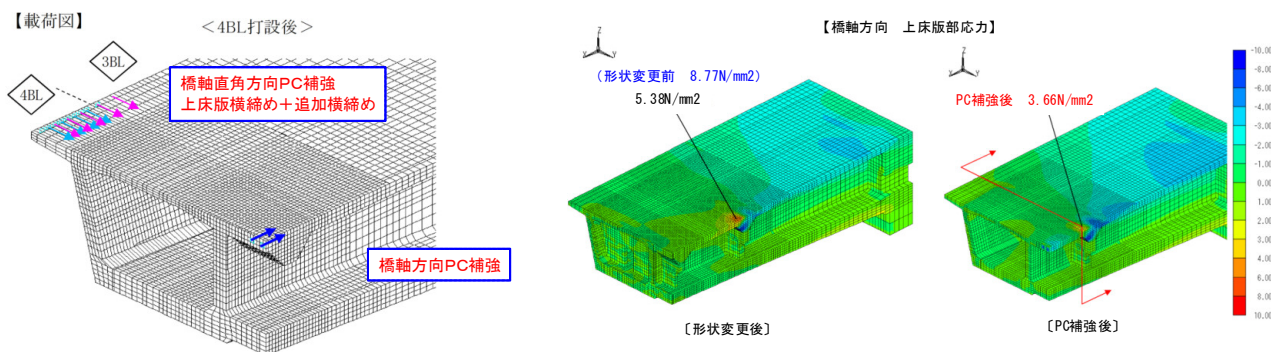 【載荷図】
＜4BL打設後＞
3BL
4BL
橋軸直角方向PC補強
上床版横締め＋追加横締め
橋軸方向PC補強
【橋軸方向　上床版部応力】
Z
Y
Y
（形状変更前　8.77N/mm2）
5.38N/mm2
〔形状変更後〕
Z
Y
Y
PC補強後　3.66N/mm2
〔PC補強後〕
-10.00
-8.00
-6.00
-4.00
-3.00
-2.00
-1.00
0.00
1.00
2.00
3.00
4.00
6.00
8.00
10.00